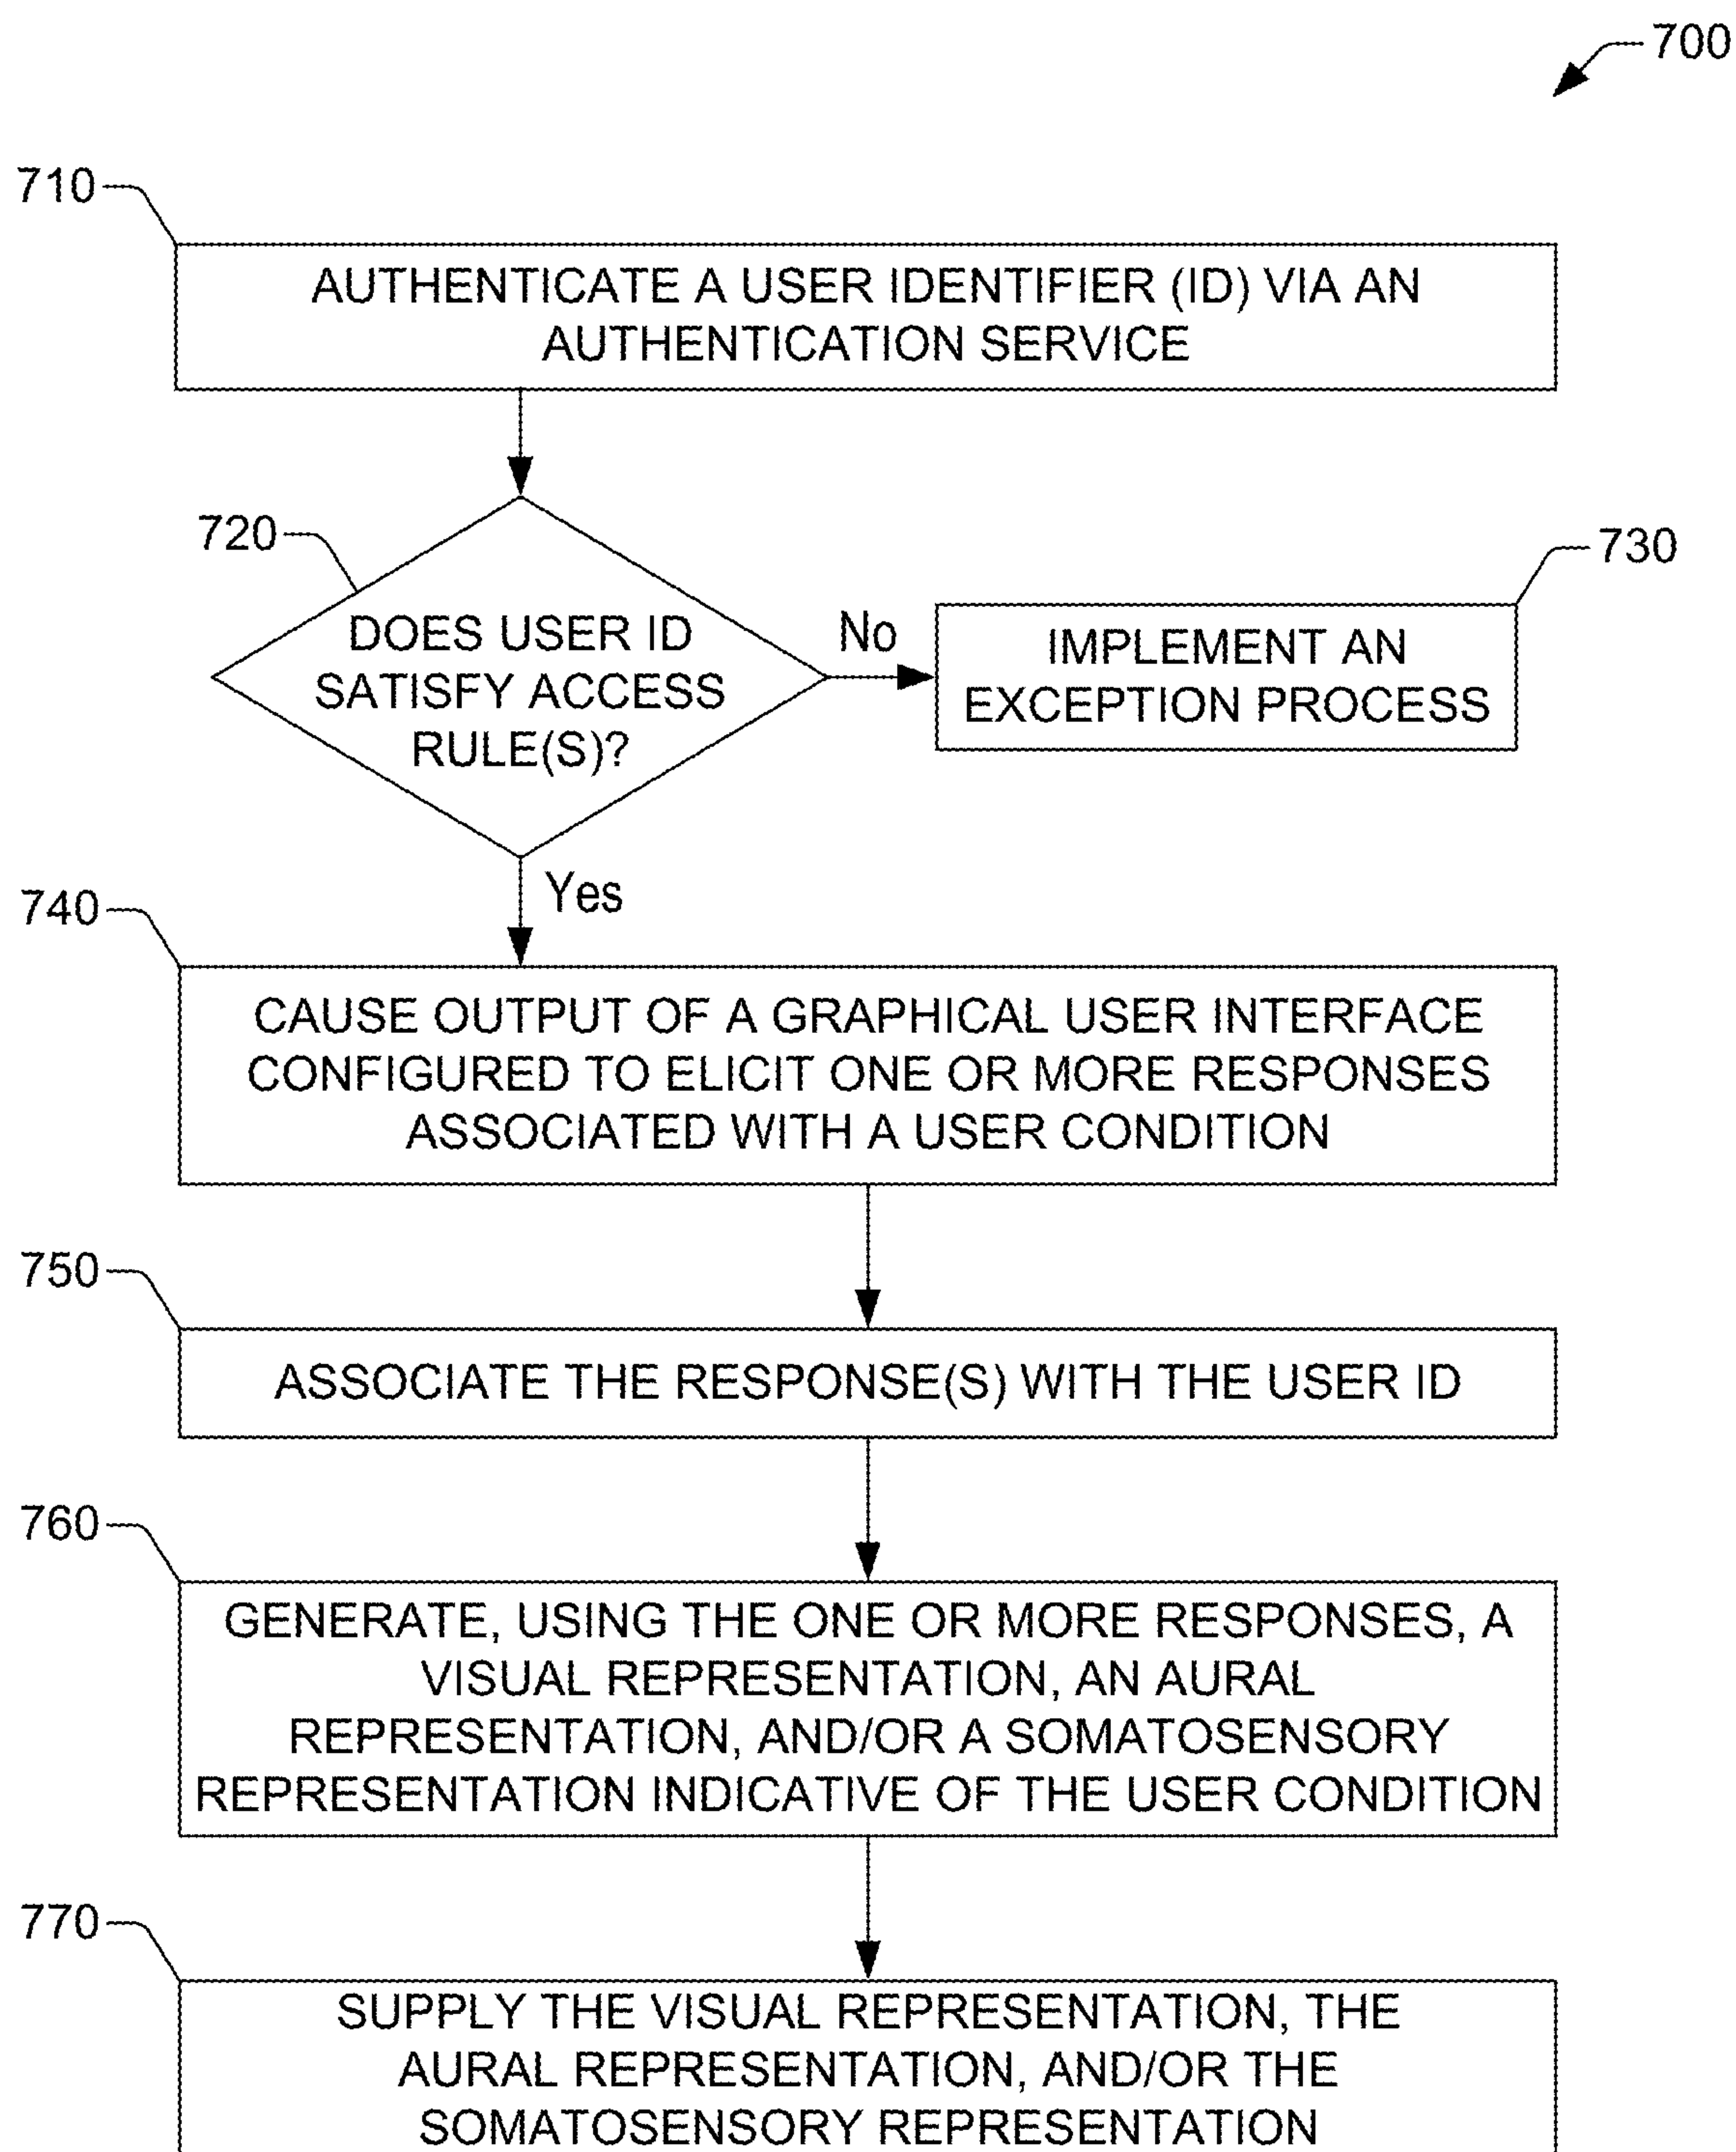 700
710
AUTHENTICATE A USER IDENTIFIER (ID) VIA AN
AUTHENTICATION SERVICE
720
DOES USER ID
SATISFY ACCESS
RULE(S)?
No
730
IMPLEMENT AN
EXCEPTION PROCESS
Yes
740
CAUSE OUTPUT OF A GRAPHICAL USER INTERFACE
CONFIGURED TO ELICIT ONE OR MORE RESPONSES
ASSOCIATED WITH A USER CONDITION
750
ASSOCIATE THE RESPONSE(S) WITH THE USER ID
760
GENERATE, USING THE ONE OR MORE RESPONSES, A
VISUAL REPRESENTATION, AN AURAL
REPRESENTATION, AND/OR A SOMATOSENSORY
REPRESENTATION INDICATIVE OF THE USER CONDITION
770
SUPPLY THE VISUAL REPRESENTATION, THE
AURAL REPRESENTATION, AND/OR THE
SOMATOSENSORY REPRESENTATION